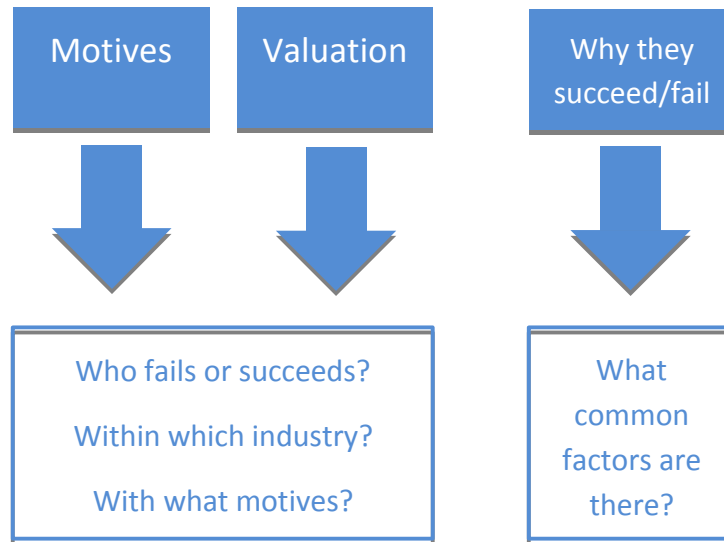 Motives
Valuation
Why they
succeed/fail
Who fails or succeeds?
Within which industry?
With what motives?
What
common
factors are
there?